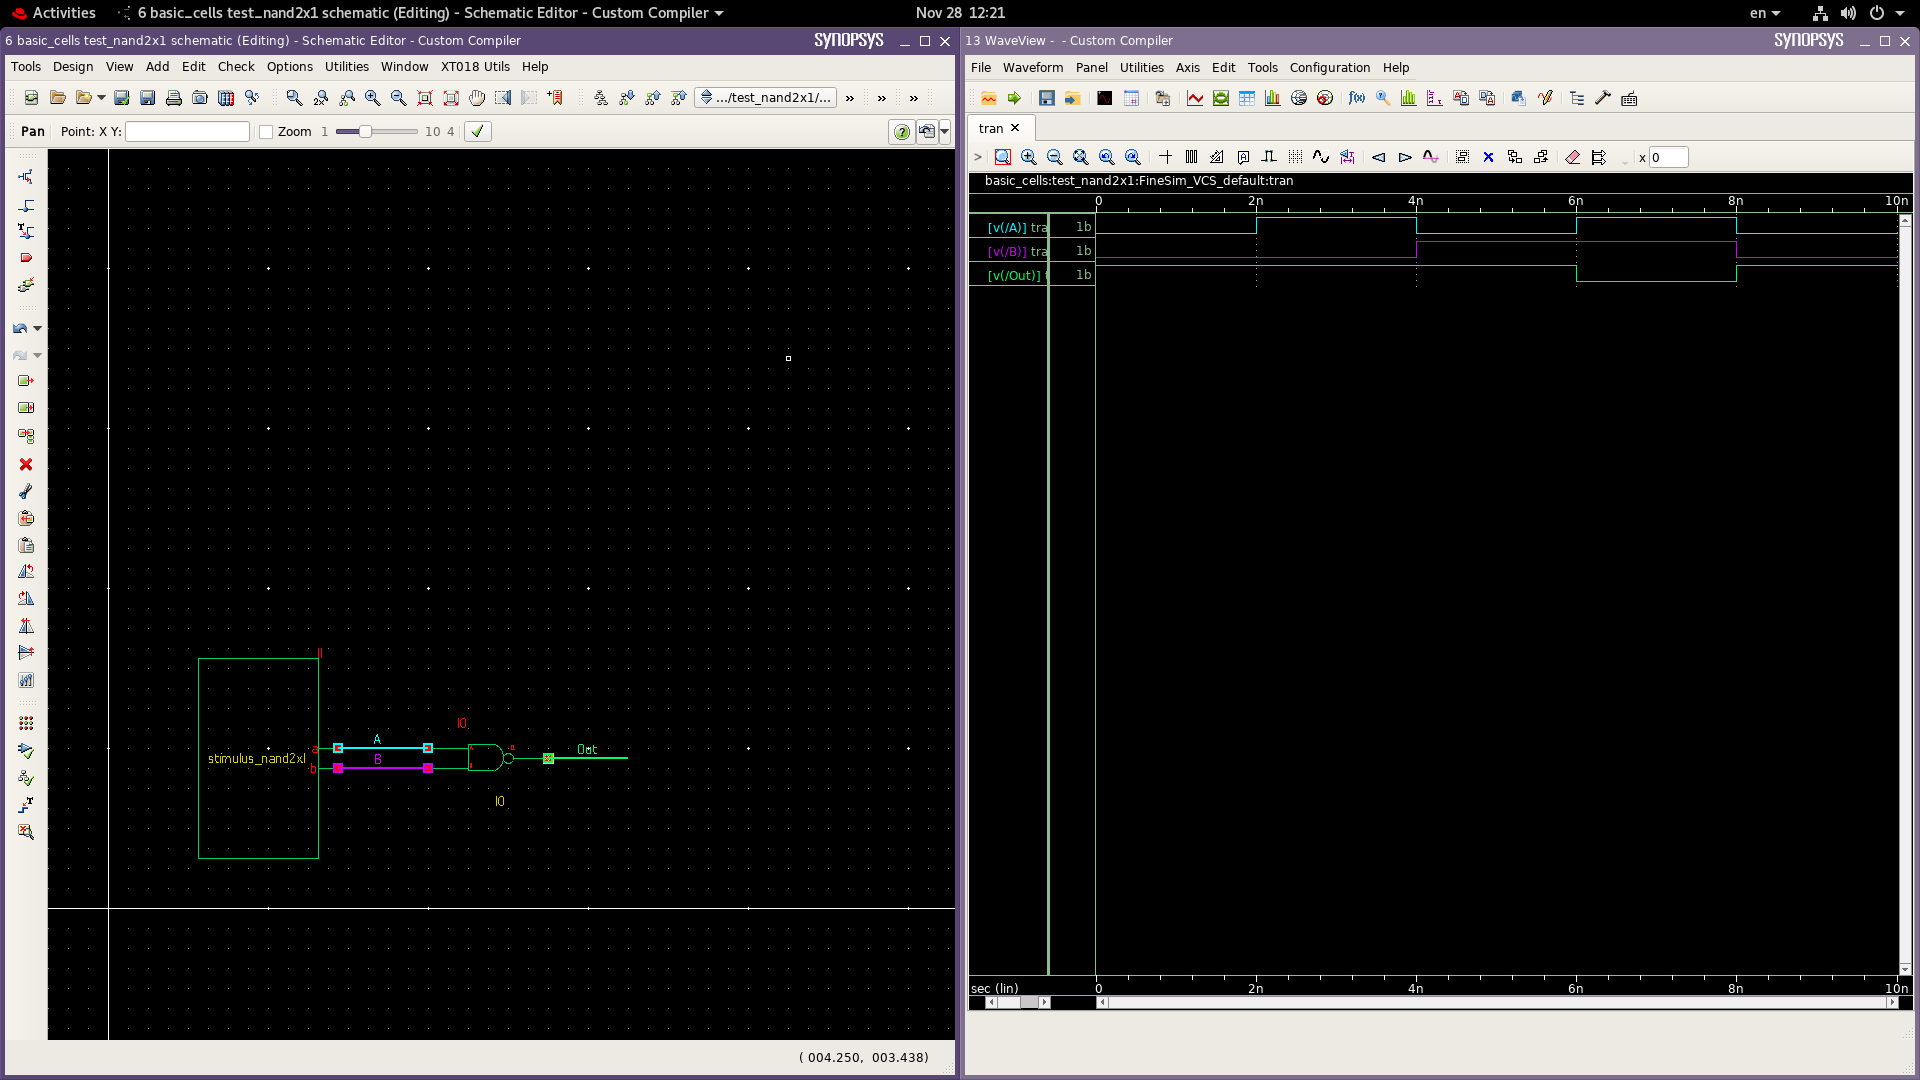 Activities
6 basic_cells test_nand2x1 schematic (Editing) - Schematic Editor - Custom Compiler
Nov 28 12:21
en
6 basic_cells test_nand2x1 schematic (Editing) - Schematic Editor - Custom Compiler
SYNOPSYS
Tools Design View Add Edit Check Options Utilities Window XT018 Utils Help
.../test_nand2x1/... » » »
Pan Point: X Y: Zoom 1 10 4
I1
stimulus_nand2x1
a
b
A
B
I0
Out
I0
( 004.250, 003.438)
13 WaveView - - Custom Compiler
SYNOPSYS
File Waveform Panel Utilities Axis Edit Tools Configuration Help
f(x)
tran
> x 0
basic_cells:test_nand2x1:FineSim_VCS_default:tran
0 2n 4n 6n 8n 10n
[v(/A)] tra 1b
[v(/B)] tra 1b
[v(/Out)] t 1b
sec (lin) 0 2n 4n 6n 8n 10n